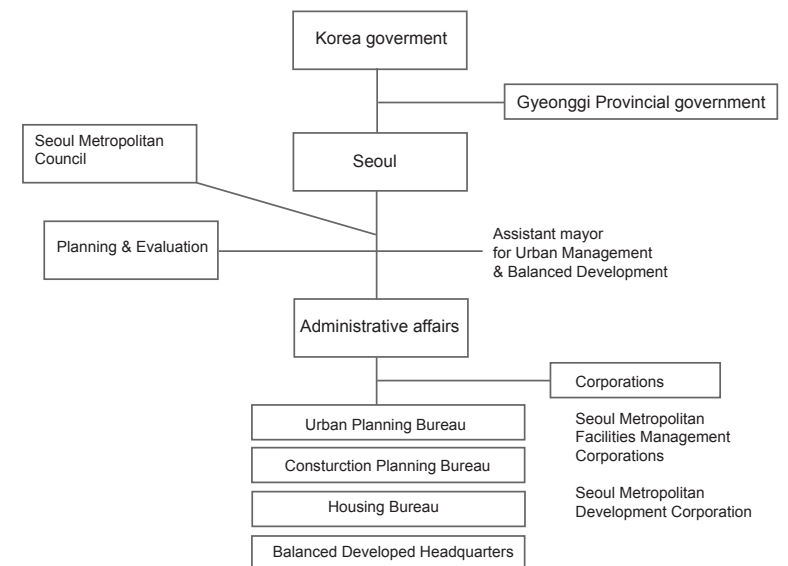 Korea goverment
Gyeonggi Provincial government
Seoul Metropolitan
Council
Seoul
Planning & Evaluation
Assistant mayor
for Urban Management
& Balanced Development
Administrative affairs
Corporations
Urban Planning Bureau
Consturction Planning Bureau
Housing Bureau
Balanced Developed Headquarters
Seoul Metropolitan
Facilities Management
Corporations
Seoul Metropolitan
Development Corporation